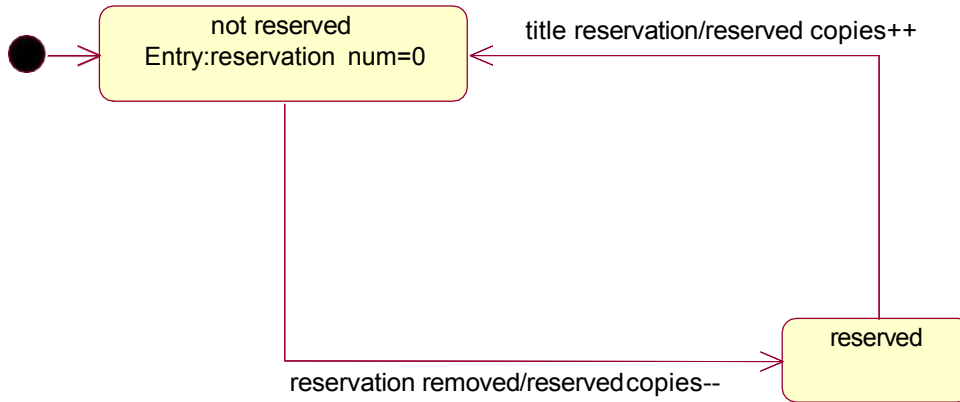 not reserved
Entry:reservation num=0
title reservation/reserved copies++
reserved
reservation removed/reservedcopies--